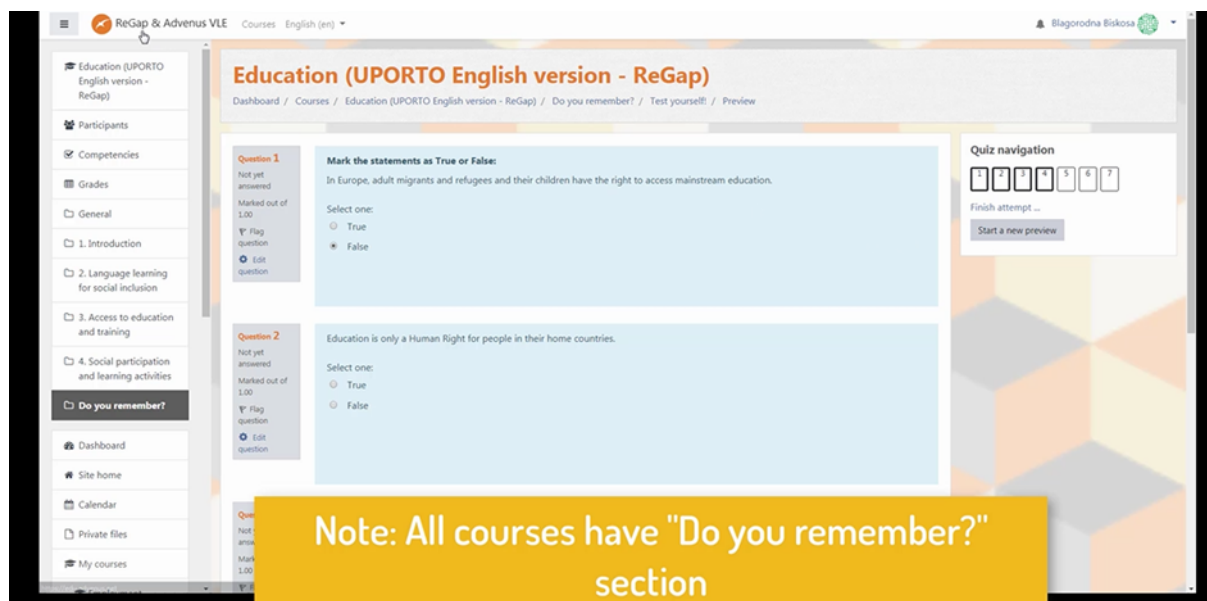 ReGap & Advenus VLE Courses English (en)
Blagorodna Biskosa
Education (UPORTO
English version -
ReGap)
Participants
Competencies
Grades
General
1. Introduction
2. Language learning
for social inclusion
3. Access to education
and training
4. Social participation
and learning activities
Do you remember?
Dashboard
Site home
Calendar
Private files
My courses
Education (UPORTO English version - ReGap)
Dashboard / Courses / Education (UPORTO English version - ReGap) / Do you remember? / Test yourself! / Preview
Question 1
Not yet
answered
Marked out of
1.00
Flag
question
Edit
question
Mark the statements as True or False:
In Europe, adult migrants and refugees and their children have the right to access mainstream education.
Select one:
True
False
Question 2
Not yet
answered
Marked out of
1.00
Flag
question
Edit
question
Education is only a Human Right for people in their home countries.
Select one:
True
False
Quiz navigation
1 2 3 4 5 6 7
Finish attempt ...
Start a new preview
1.00
Note: All courses have "Do you remember?"
section